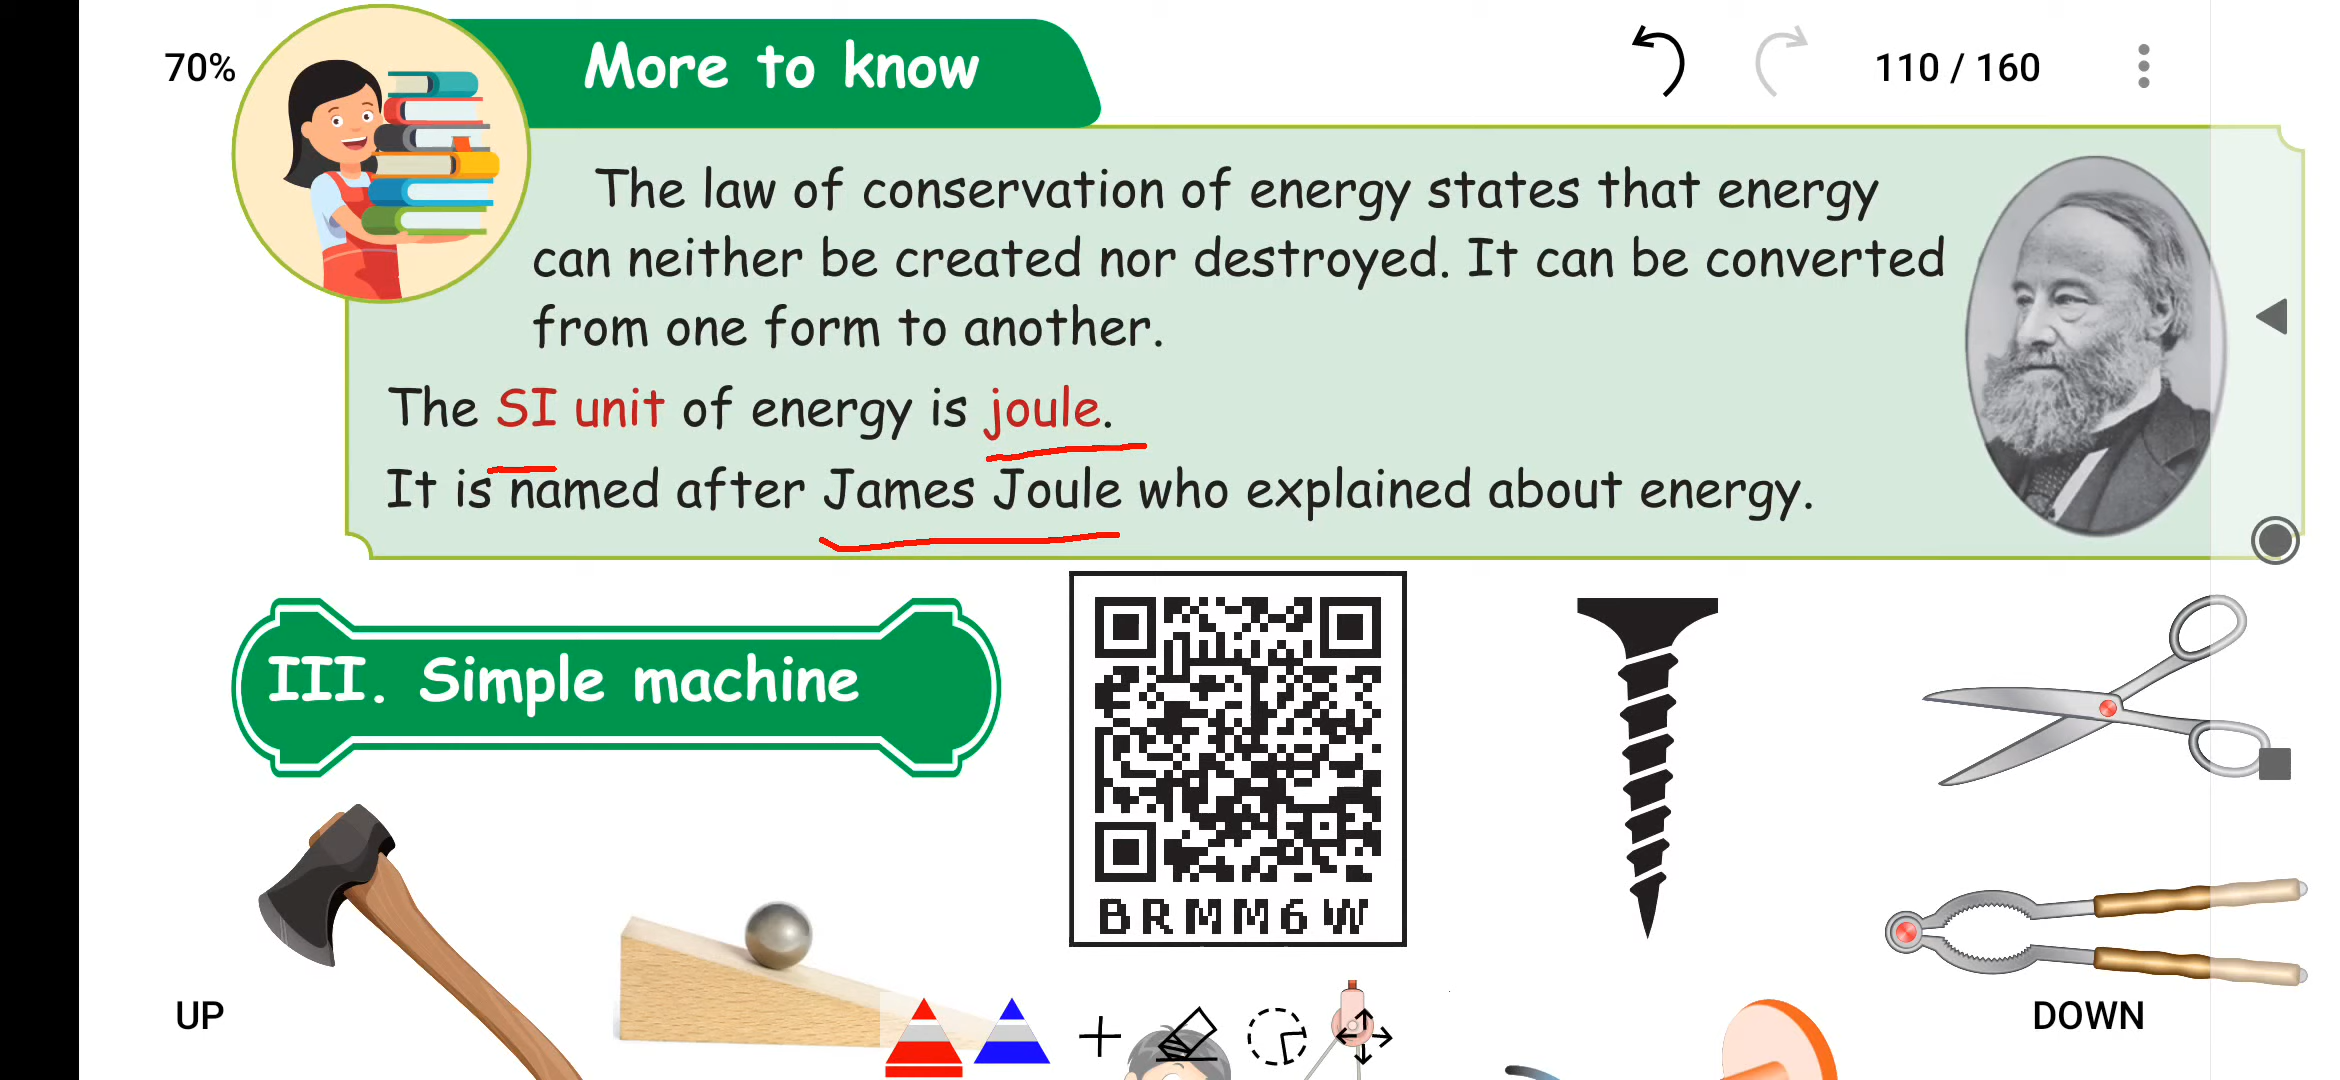 70%
More to know
110 / 160
The law of conservation of energy states that energy
can neither be created nor destroyed. It can be converted
from one form to another.
The SI unit of energy is joule.
It is named after James Joule who explained about energy.
III. Simple machine
BRMM6W
UP
DOWN